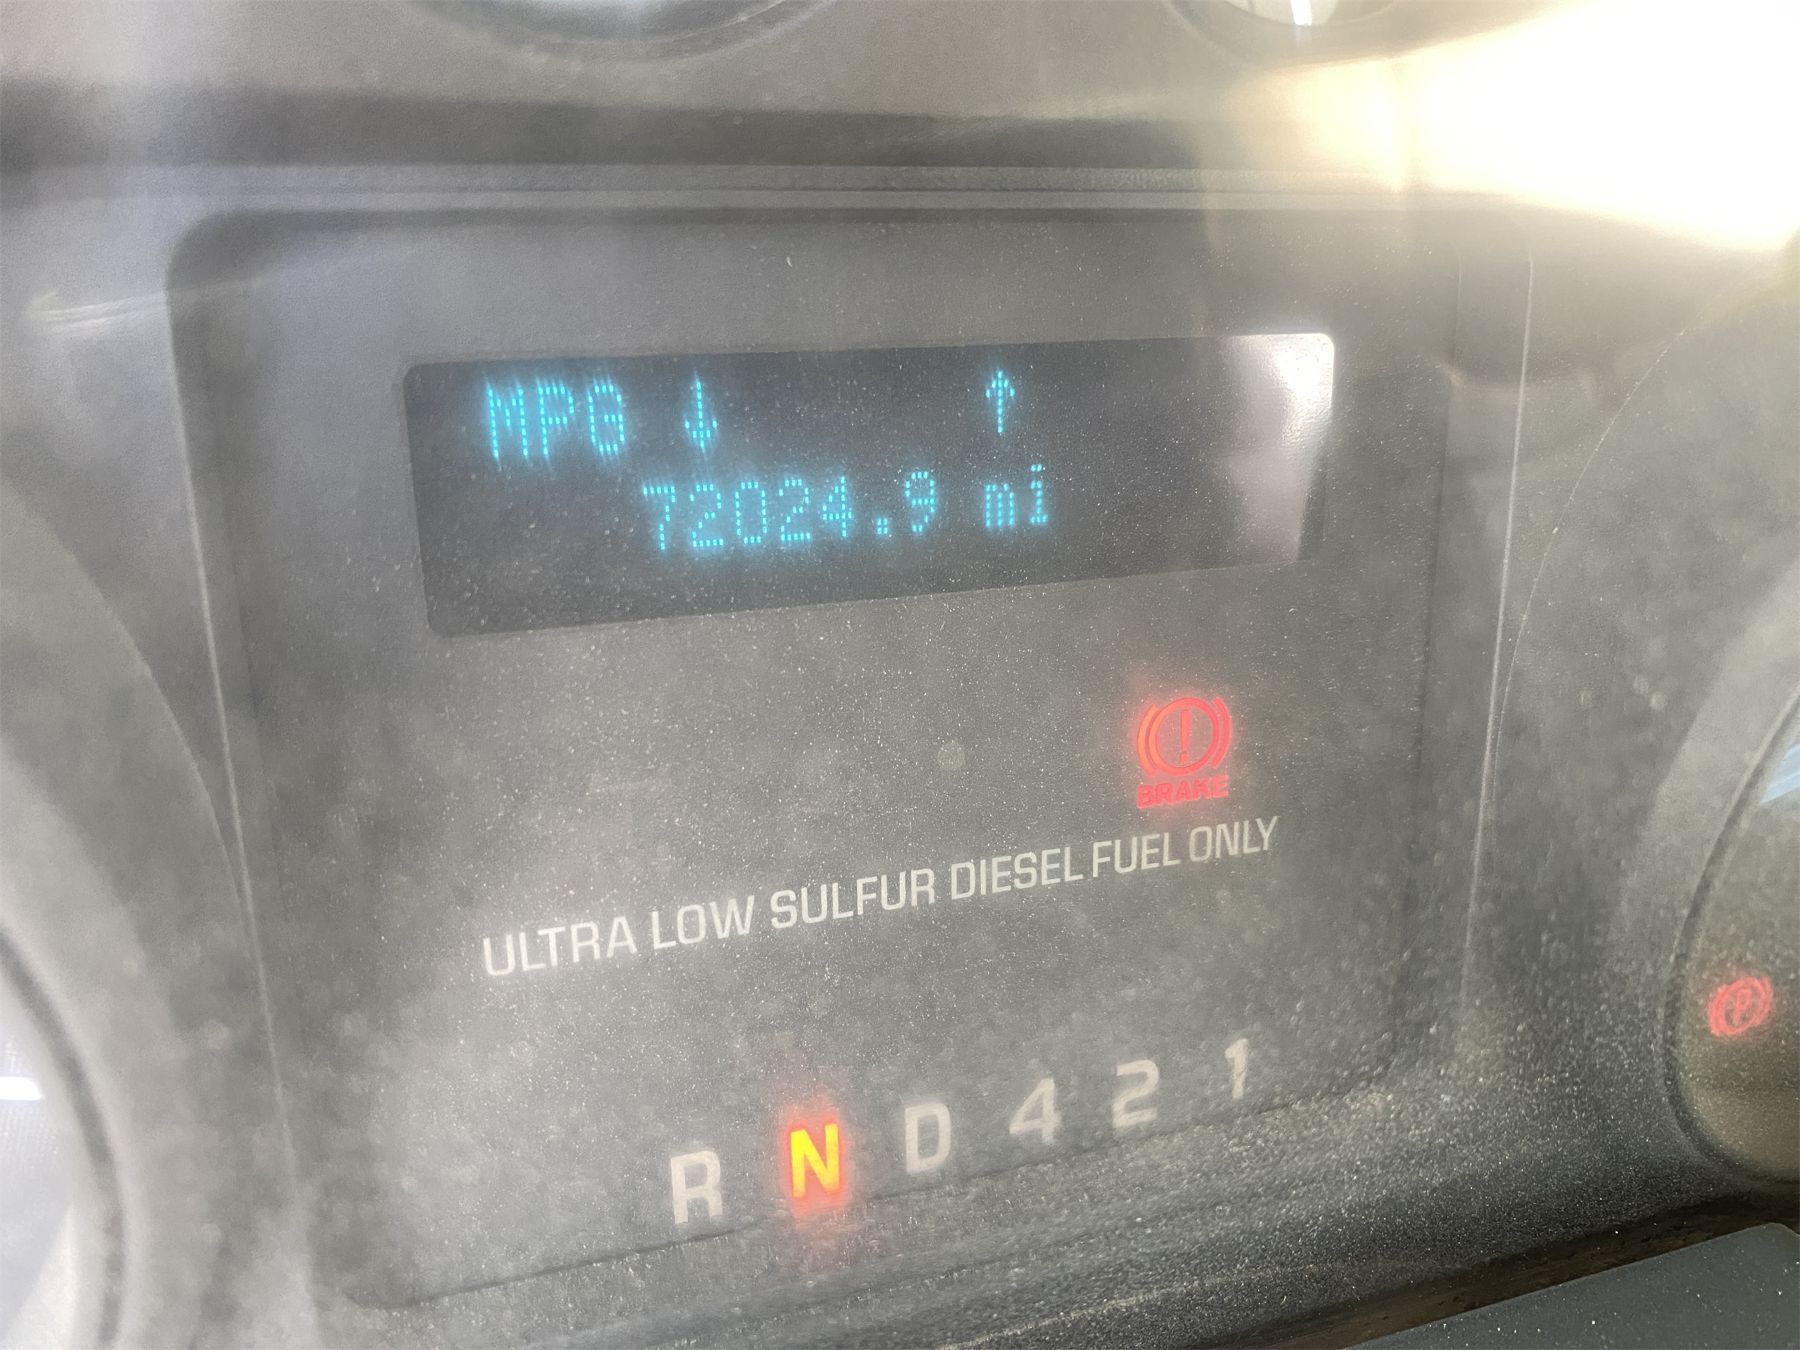 MPG ↓ ↑
72024.9 mi
BRAKE
ULTRA LOW SULFUR DIESEL FUEL ONLY
P
R N D 4 2 1